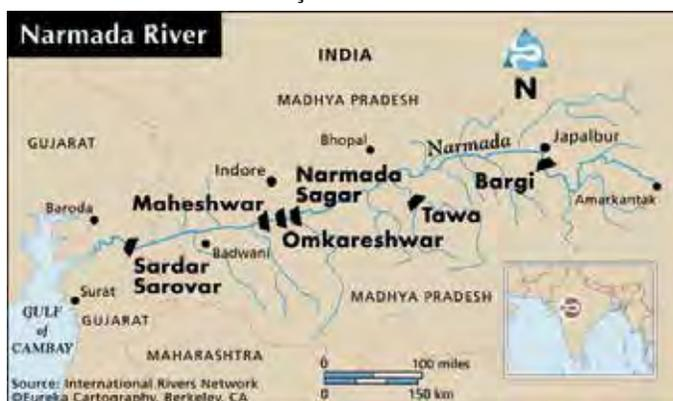 Narmada River
INDIA
N
MADHYA PRADESH
GUJARAT
Bhopal
Narmada
Japalbur
Indore
Narmada
Sagar
Bargi
Amarkantak
Baroda
Maheshwar
Tawa
Omkareshwar
Badwani
Sardar
Sarovar
Surat
MADHYA PRADESH
GULF
of
CAMBAY
GUJARAT
MAHARASHTRA
0 100 miles
0 150 km
Source: International Rivers Network
©Eureka Cartography, Berkeley, CA